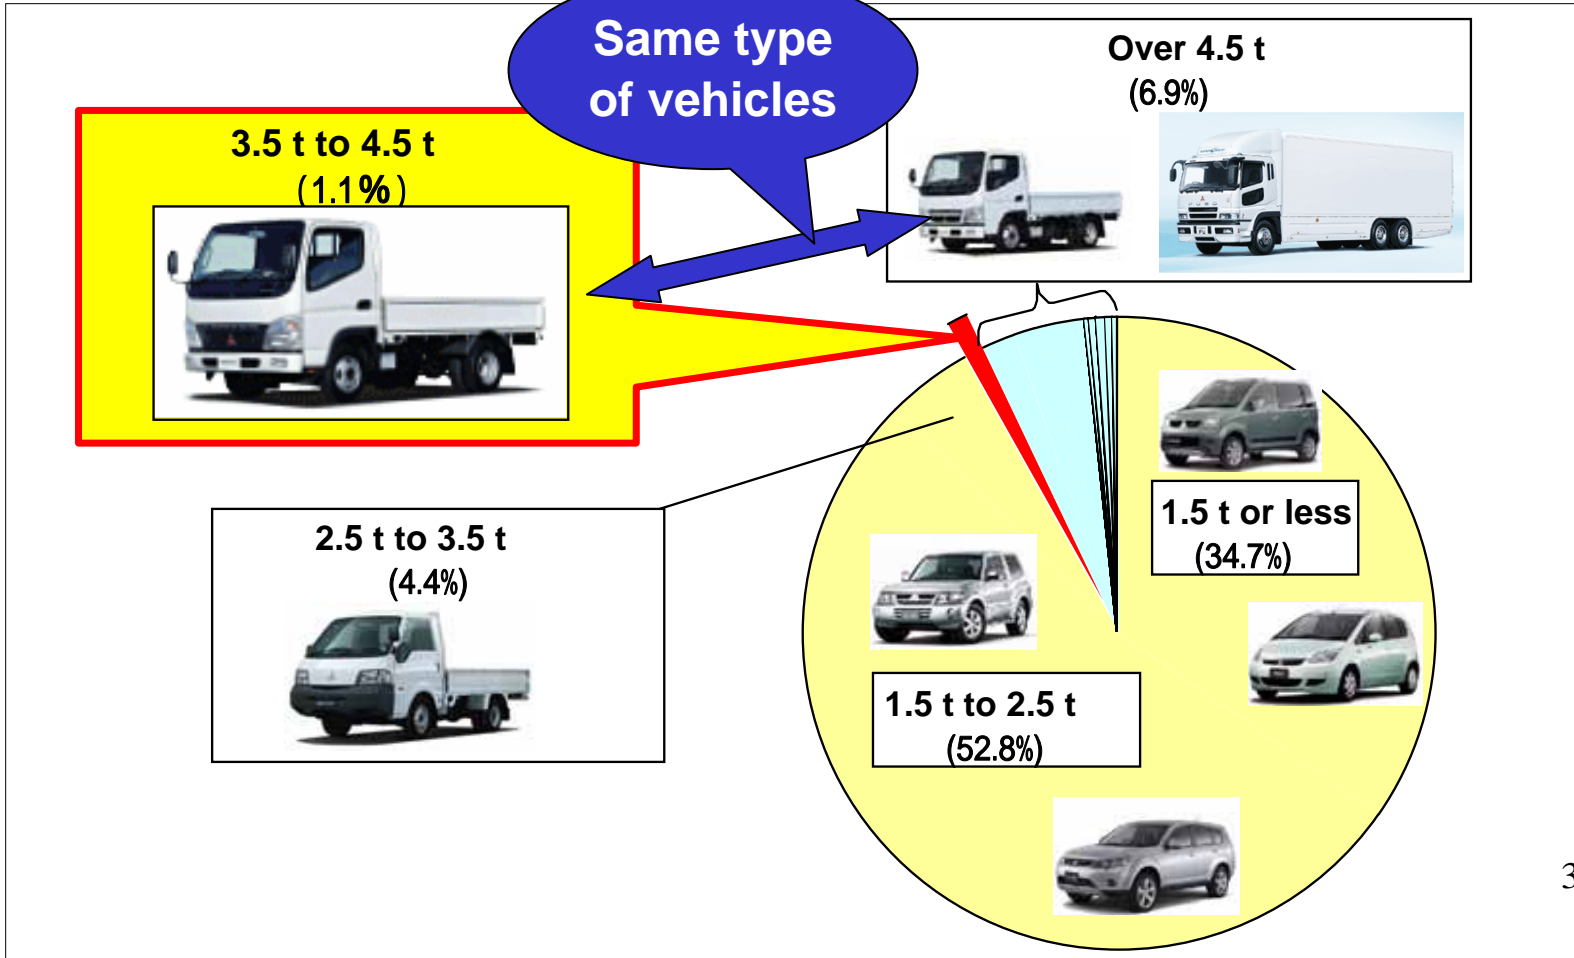 Same type
of vehicles
Over 4.5 t
(6.9%)
3.5 t to 4.5 t
(1.1%)
2.5 t to 3.5 t
(4.4%)
1.5 t or less
(34.7%)
1.5 t to 2.5 t
(52.8%)
3